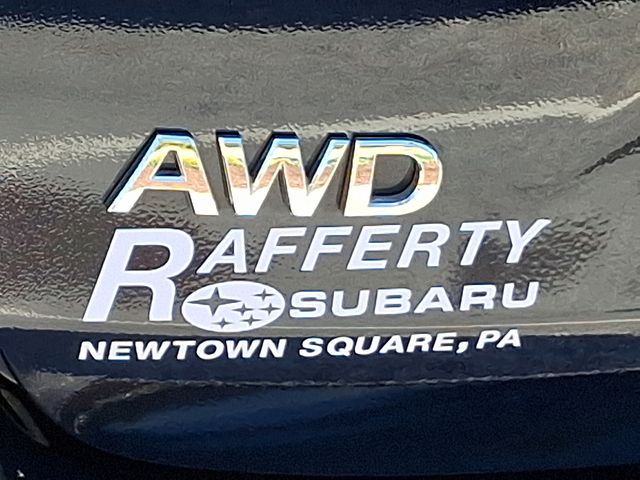 AWD
RAFFERTY
SUBARU
NEWTOWN SQUARE, PA